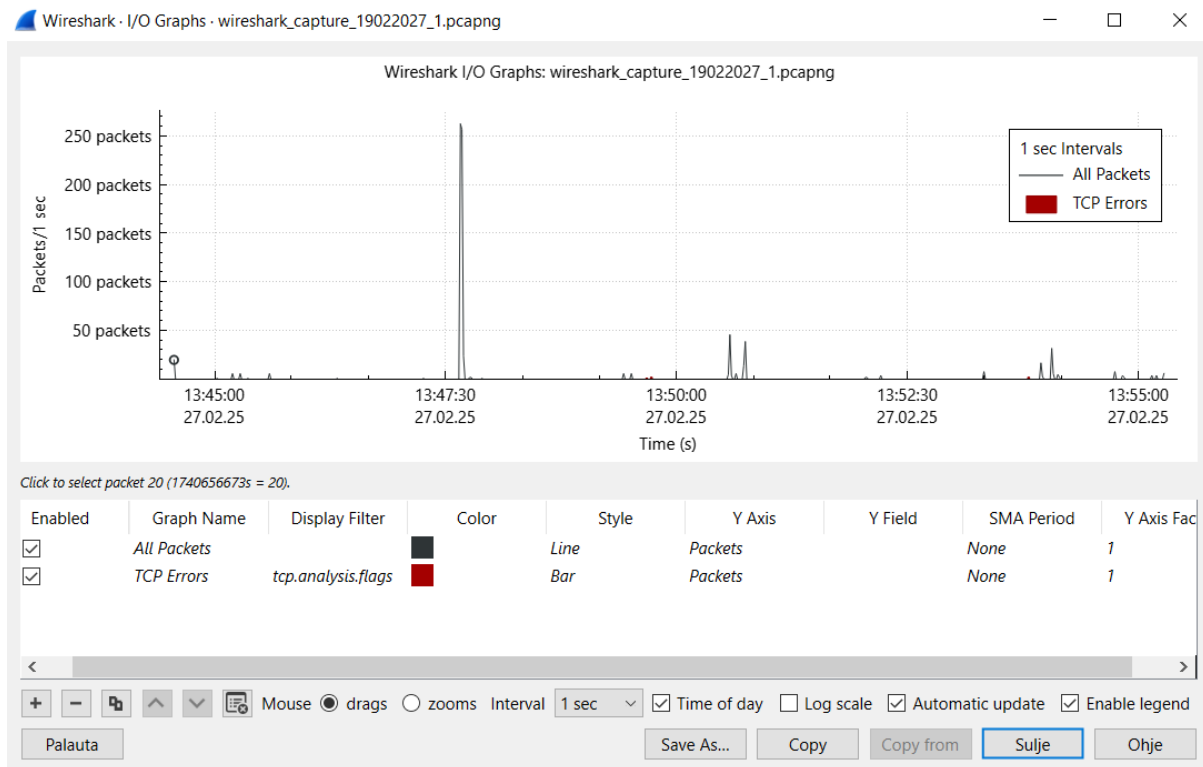 Wireshark · I/O Graphs · wireshark_capture_19022027_1.pcapng
Wireshark I/O Graphs: wireshark_capture_19022027_1.pcapng
Packets/1 sec
250 packets
200 packets
150 packets
100 packets
50 packets
1 sec Intervals
All Packets
TCP Errors
13:45:00 13:47:30 13:50:00 13:52:30 13:55:00
27.02.25 27.02.25 27.02.25 27.02.25 27.02.25
Time (s)
Click to select packet 20 (1740656673s = 20).
Enabled Graph Name Display Filter Color Style Y Axis Y Field SMA Period Y Axis Fac
All Packets Line Packets None 1
TCP Errors tcp.analysis.flags Bar Packets None 1
Mouse drags zooms Interval 1 sec Time of day Log scale Automatic update Enable legend
Palauta Save As... Copy Copy from Sulje Ohje